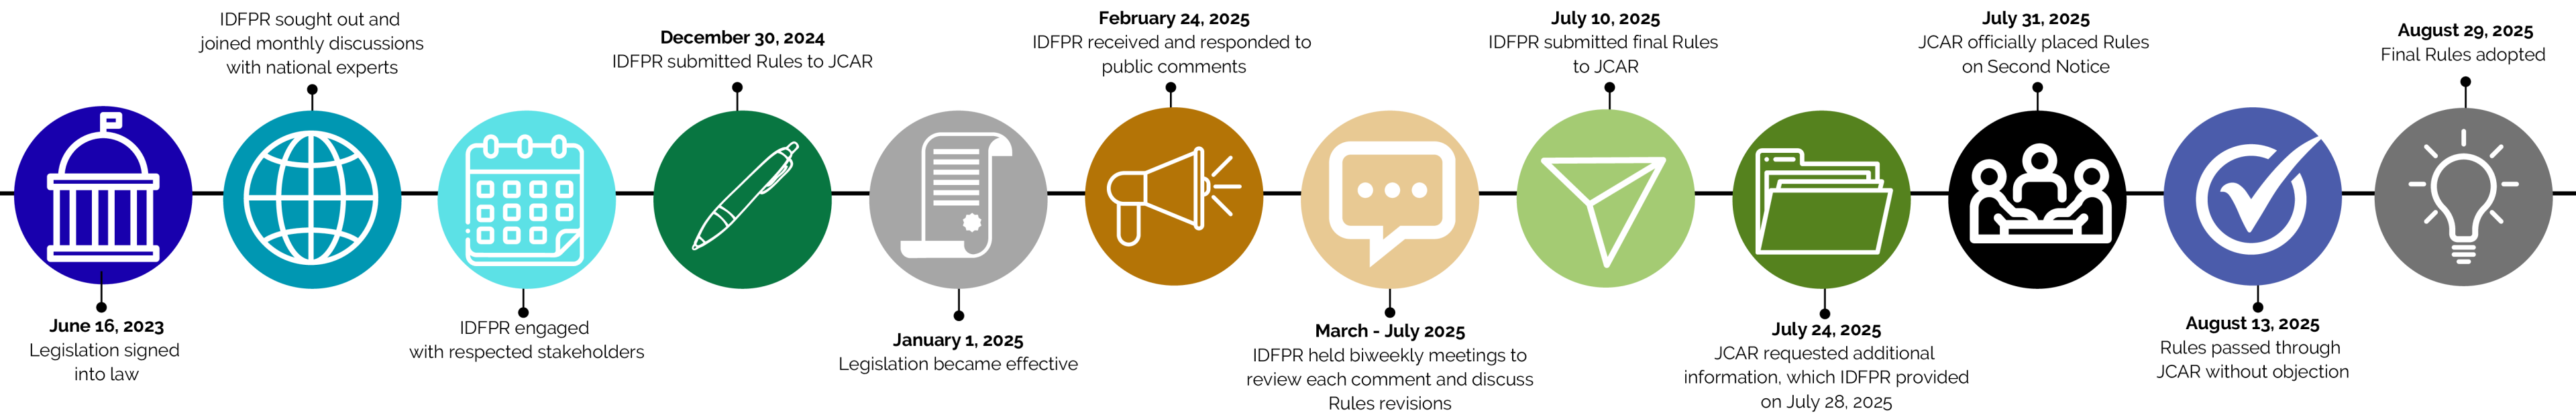 June 16, 2023
Legislation signed
into law
IDFPR sought out and
joined monthly discussions
with national experts
IDFPR engaged
with respected stakeholders
December 30, 2024
IDFPR submitted Rules to JCAR
January 1, 2025
Legislation became effective
February 24, 2025
IDFPR received and responded to
public comments
March - July 2025
IDFPR held biweekly meetings to
review each comment and discuss
Rules revisions
July 10, 2025
IDFPR submitted final Rules
to JCAR
July 24, 2025
JCAR requested additional
information, which IDFPR provided
on July 28, 2025
July 31, 2025
JCAR officially placed Rules
on Second Notice
August 13, 2025
Rules passed through
JCAR without objection
August 29, 2025
Final Rules adopted